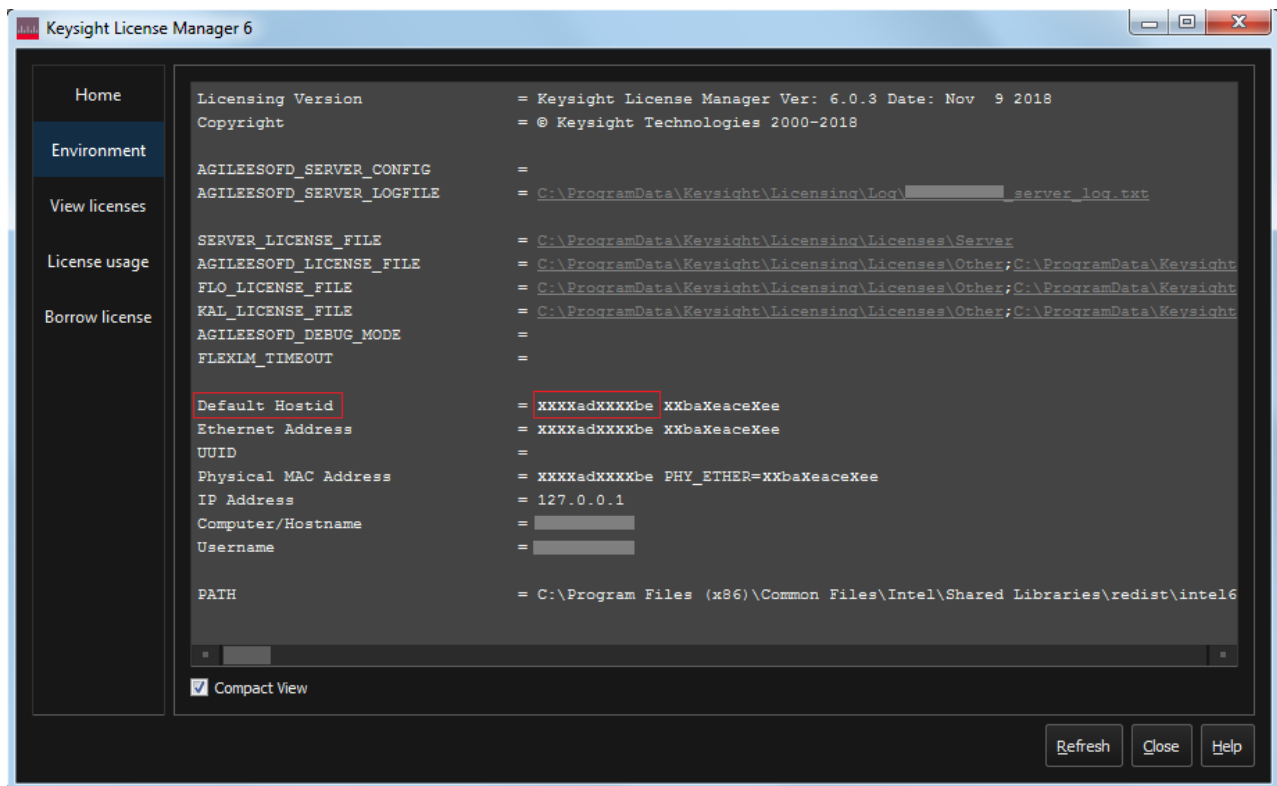 Keysight License Manager 6
Home
Environment
View licenses
License usage
Borrow license
Licensing Version = Keysight License Manager Ver: 6.0.3 Date: Nov 9 2018
Copyright = © Keysight Technologies 2000-2018
AGILEESOFD_SERVER_CONFIG =
AGILEESOFD_SERVER_LOGFILE = C:\ProgramData\Keysight\Licensing\Log\ _server_log.txt
SERVER_LICENSE_FILE = C:\ProgramData\Keysight\Licensing\Licenses\Server
AGILEESOFD_LICENSE_FILE = C:\ProgramData\Keysight\Licensing\Licenses\Other;C:\ProgramData\Keysight
FLO_LICENSE_FILE = C:\ProgramData\Keysight\Licensing\Licenses\Other;C:\ProgramData\Keysight
KAL_LICENSE_FILE = C:\ProgramData\Keysight\Licensing\Licenses\Other;C:\ProgramData\Keysight
AGILEESOFD_DEBUG_MODE =
FLEXLM_TIMEOUT =
Default Hostid = XXXXadXXXXbe XXbaXeaceXee
Ethernet Address = XXXXadXXXXbe XXbaXeaceXee
UUID =
Physical MAC Address = XXXXadXXXXbe PHY_ETHER=XXbaXeaceXee
IP Address = 127.0.0.1
Computer/Hostname =
Username =
PATH = C:\Program Files (x86)\Common Files\Intel\Shared Libraries\redist\intel6
Compact View
Refresh
Close
Help